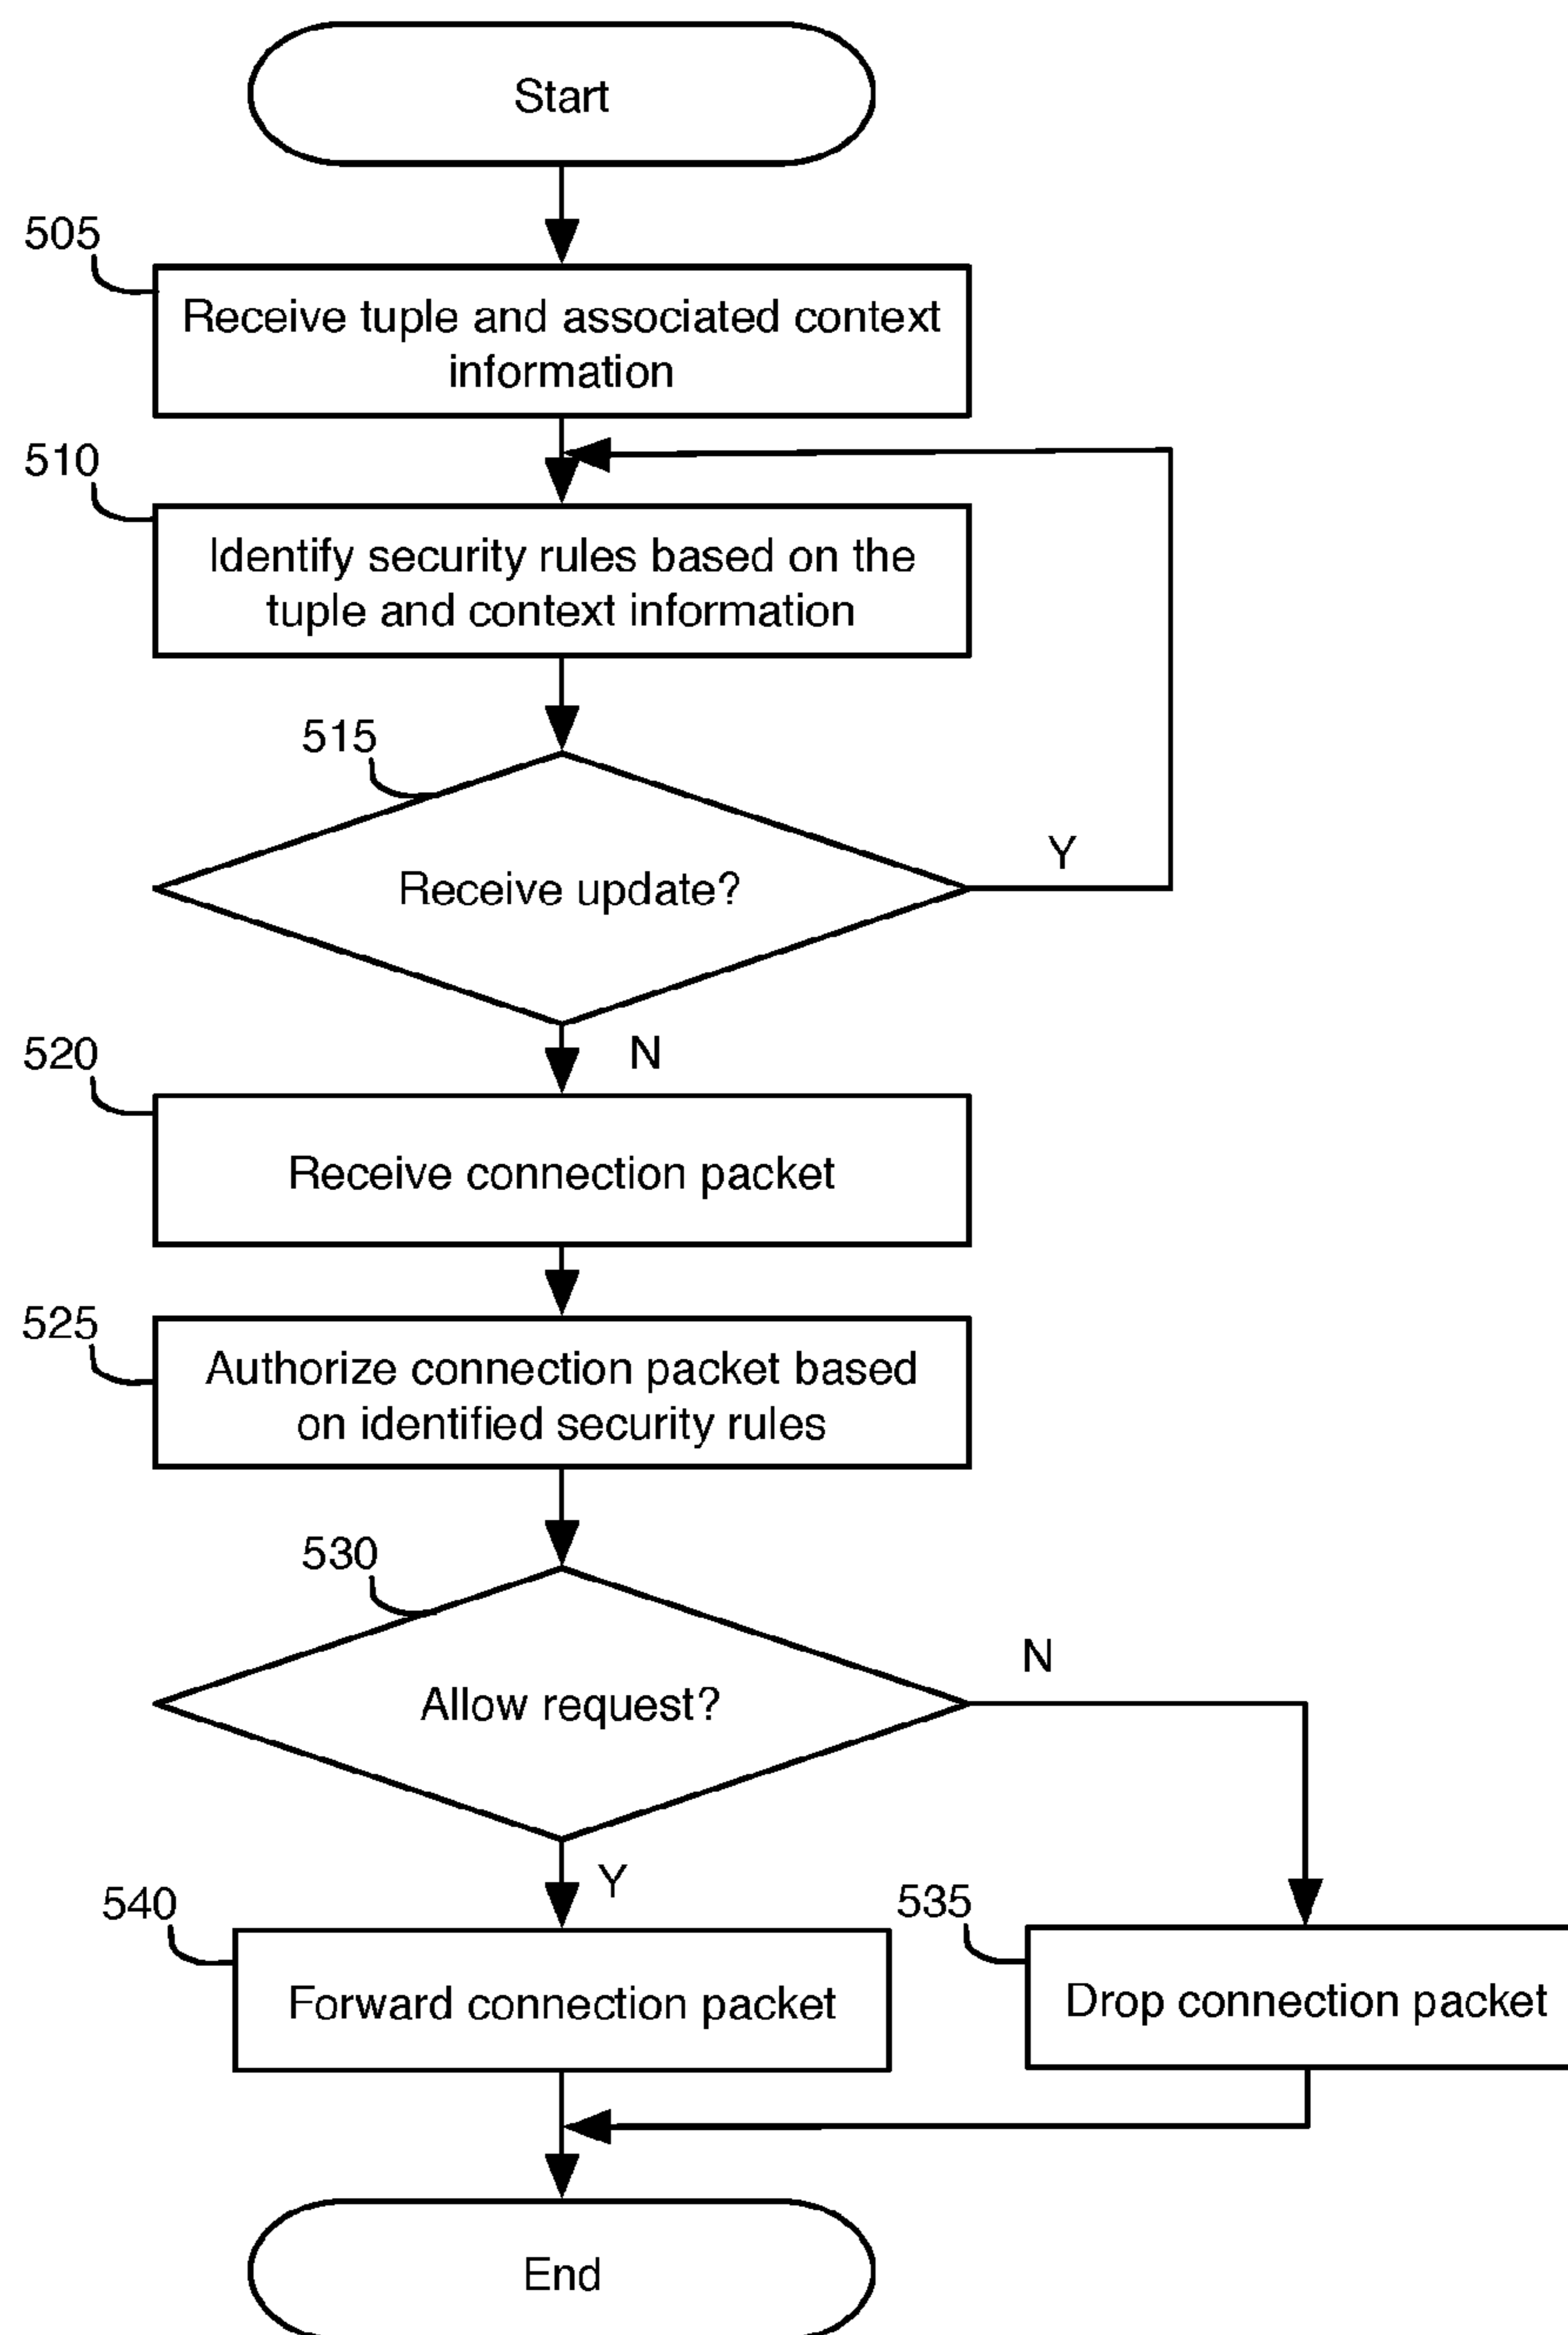 Start
505
Receive tuple and associated context
information
510
Identify security rules based on the
tuple and context information
515
Receive update?
Y
N
520
Receive connection packet
525
Authorize connection packet based
on identified security rules
530
Allow request?
N
Y
540
Forward connection packet
535
Drop connection packet
End